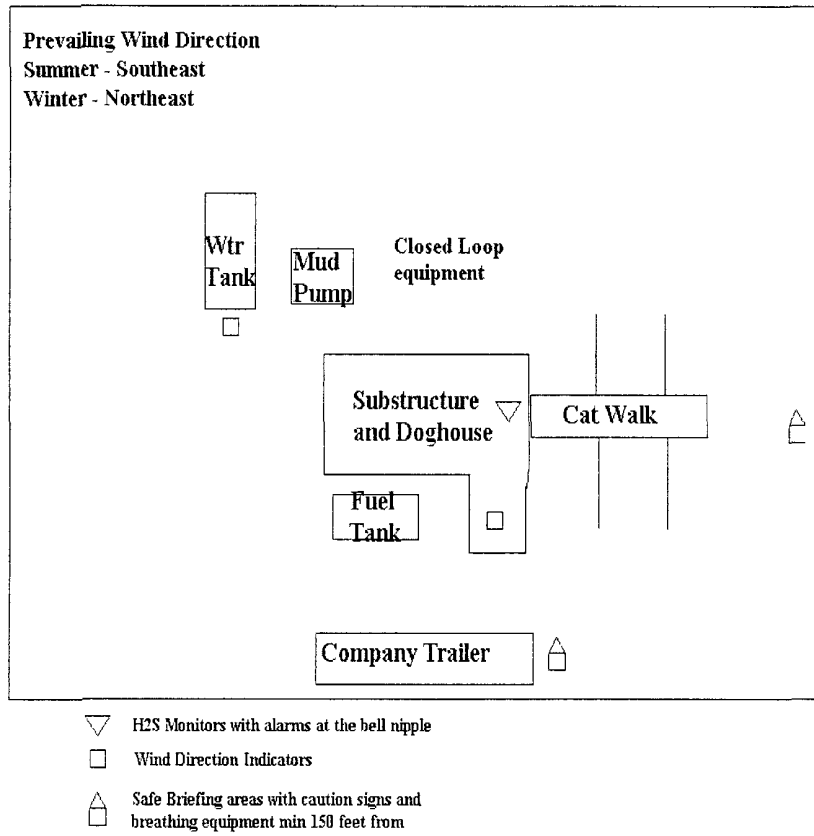 Prevailing Wind Direction
Summer - Southeast
Winter - Northeast
Wtr
Tank
Mud
Pump
Closed Loop
equipment
Substructure
and Doghouse
Cat Walk
Fuel
Tank
Company Trailer
H2S Monitors with alarms at the bell nipple
Wind Direction Indicators
Safe Briefing areas with caution signs and
breathing equipment min 150 feet from